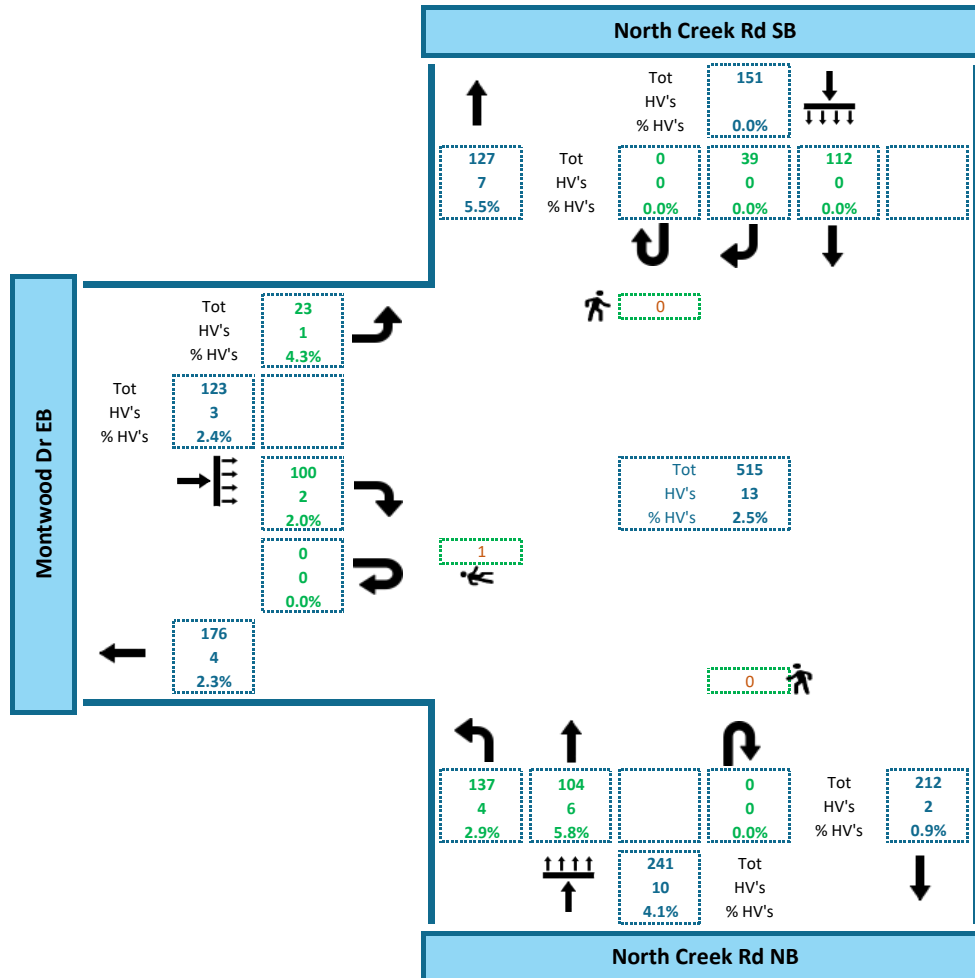 North Creek Rd SB
Tot 151
HV's
% HV's 0.0%
127 Tot 0 39 112
7 HV's 0 0 0
5.5% % HV's 0.0% 0.0% 0.0%
Tot 23
HV's 1
% HV's 4.3%
0
Tot 123
HV's 3
% HV's 2.4%
Montwood Dr EB
100
2
2.0%
Tot 515
HV's 13
% HV's 2.5%
0
0
0.0%
1
176
4
2.3%
0
137 104 0 Tot 212
4 6 0 HV's 2
2.9% 5.8% 0.0% % HV's 0.9%
241 Tot
10 HV's
4.1% % HV's
North Creek Rd NB